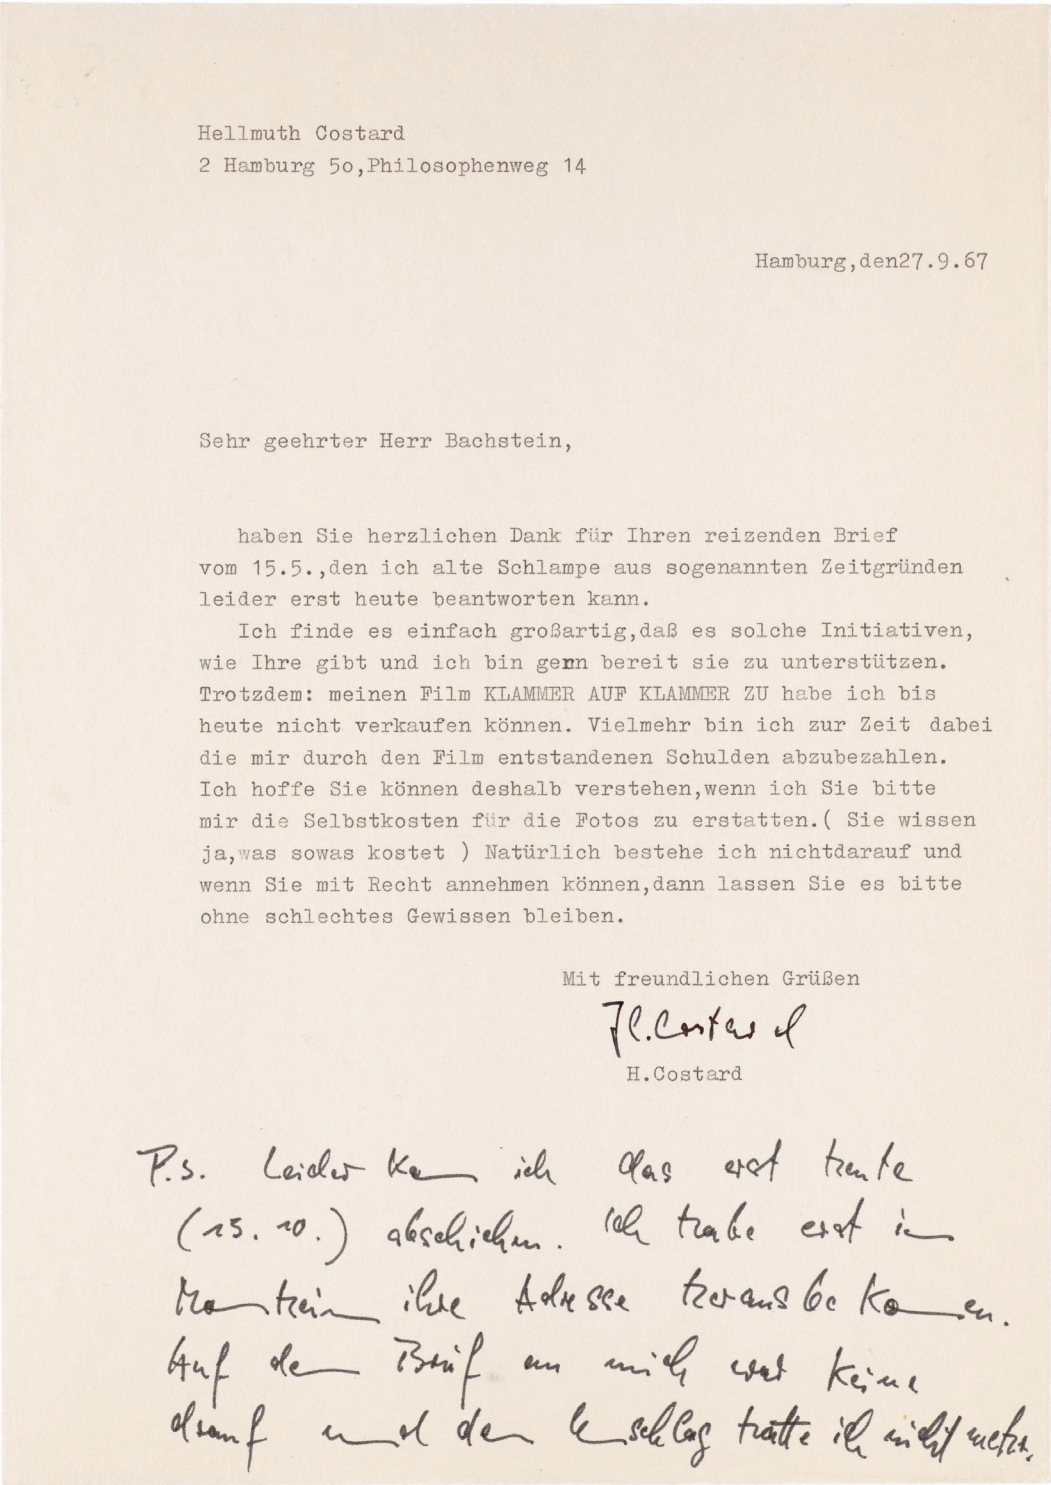 Hellmuth Costard
2 Hamburg 5o,Philosophenweg 14
Hamburg,den27.9.67
Sehr geehrter Herr Bachstein,
haben Sie herzlichen Dank für Ihren reizenden Brief
vom 15.5.,den ich alte Schlampe aus sogenannten Zeitgründen
leider erst heute beantworten kann.
Ich finde es einfach großartig,daß es solche Initiativen,
wie Ihre gibt und ich bin gern bereit sie zu unterstützen.
Trotzdem: meinen Film KLAMMER AUF KLAMMER ZU habe ich bis
heute nicht verkaufen können. Vielmehr bin ich zur Zeit dabei
die mir durch den Film entstandenen Schulden abzubezahlen.
Ich hoffe Sie können deshalb verstehen,wenn ich Sie bitte
mir die Selbstkosten für die Fotos zu erstatten.( Sie wissen
ja,was sowas kostet ) Natürlich bestehe ich nichtdarauf und
wenn Sie mit Recht annehmen können,dann lassen Sie es bitte
ohne schlechtes Gewissen bleiben.
Mit freundlichen Grüßen
H. Costard
H.Costard
P.S. Leider kann ich das erst heute
(13. 10.) abschicken. Ich habe erst in
Mannheim ihre Adresse herausbekommen.
Auf dem Brief an mich war keine
drauf und den Umschlag hatte ich nicht mehr.